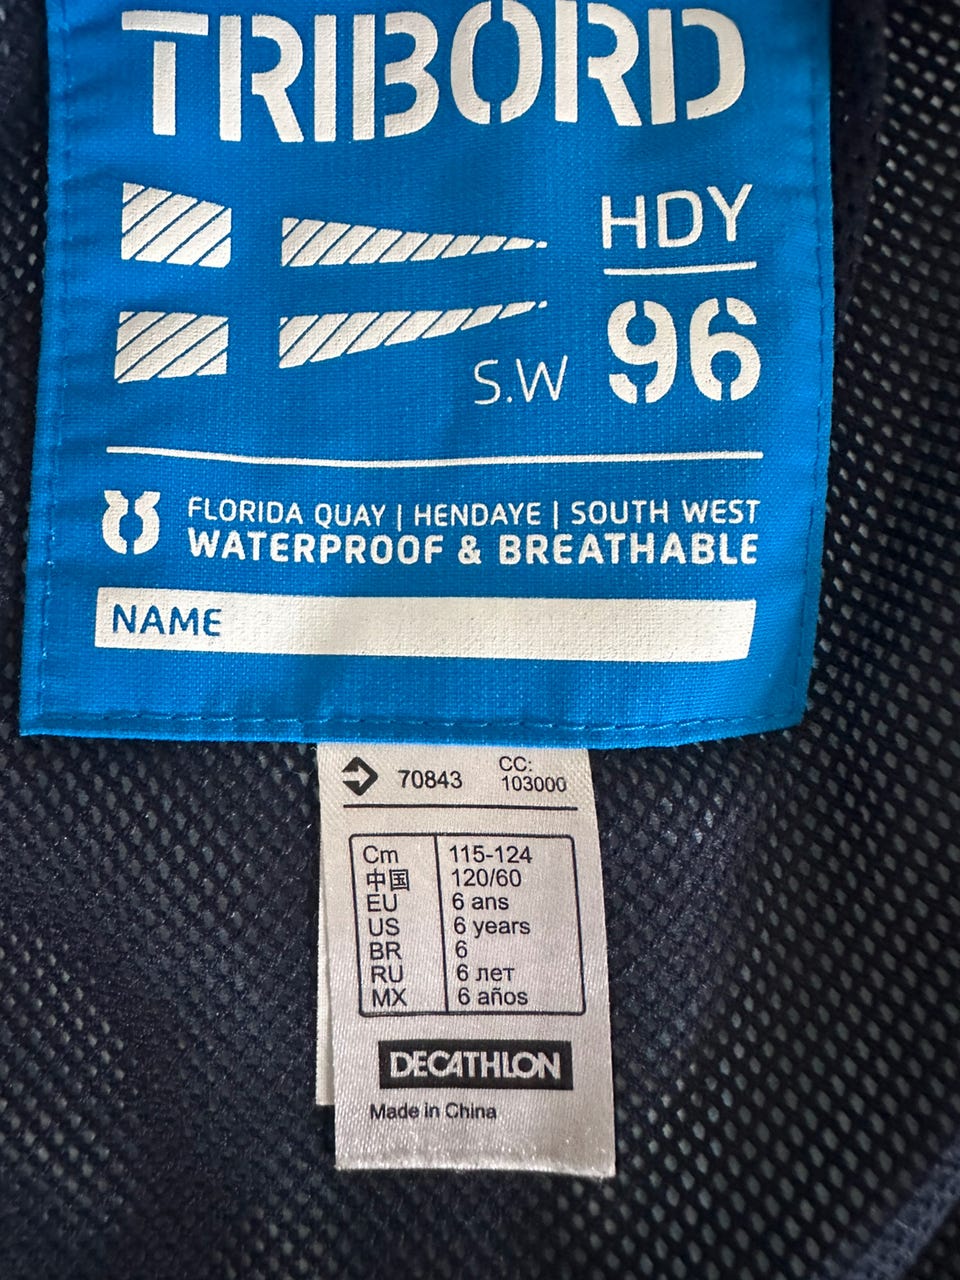 TRIBORD
HDY
S.W 96
FLORIDA QUAY | HENDAYE | SOUTH WEST
WATERPROOF & BREATHABLE
NAME
70843 CC: 103000
Cm 115-124
中国 120/60
EU 6 ans
US 6 years
BR 6
RU 6 лет
MX 6 años
DECATHLON
Made in China